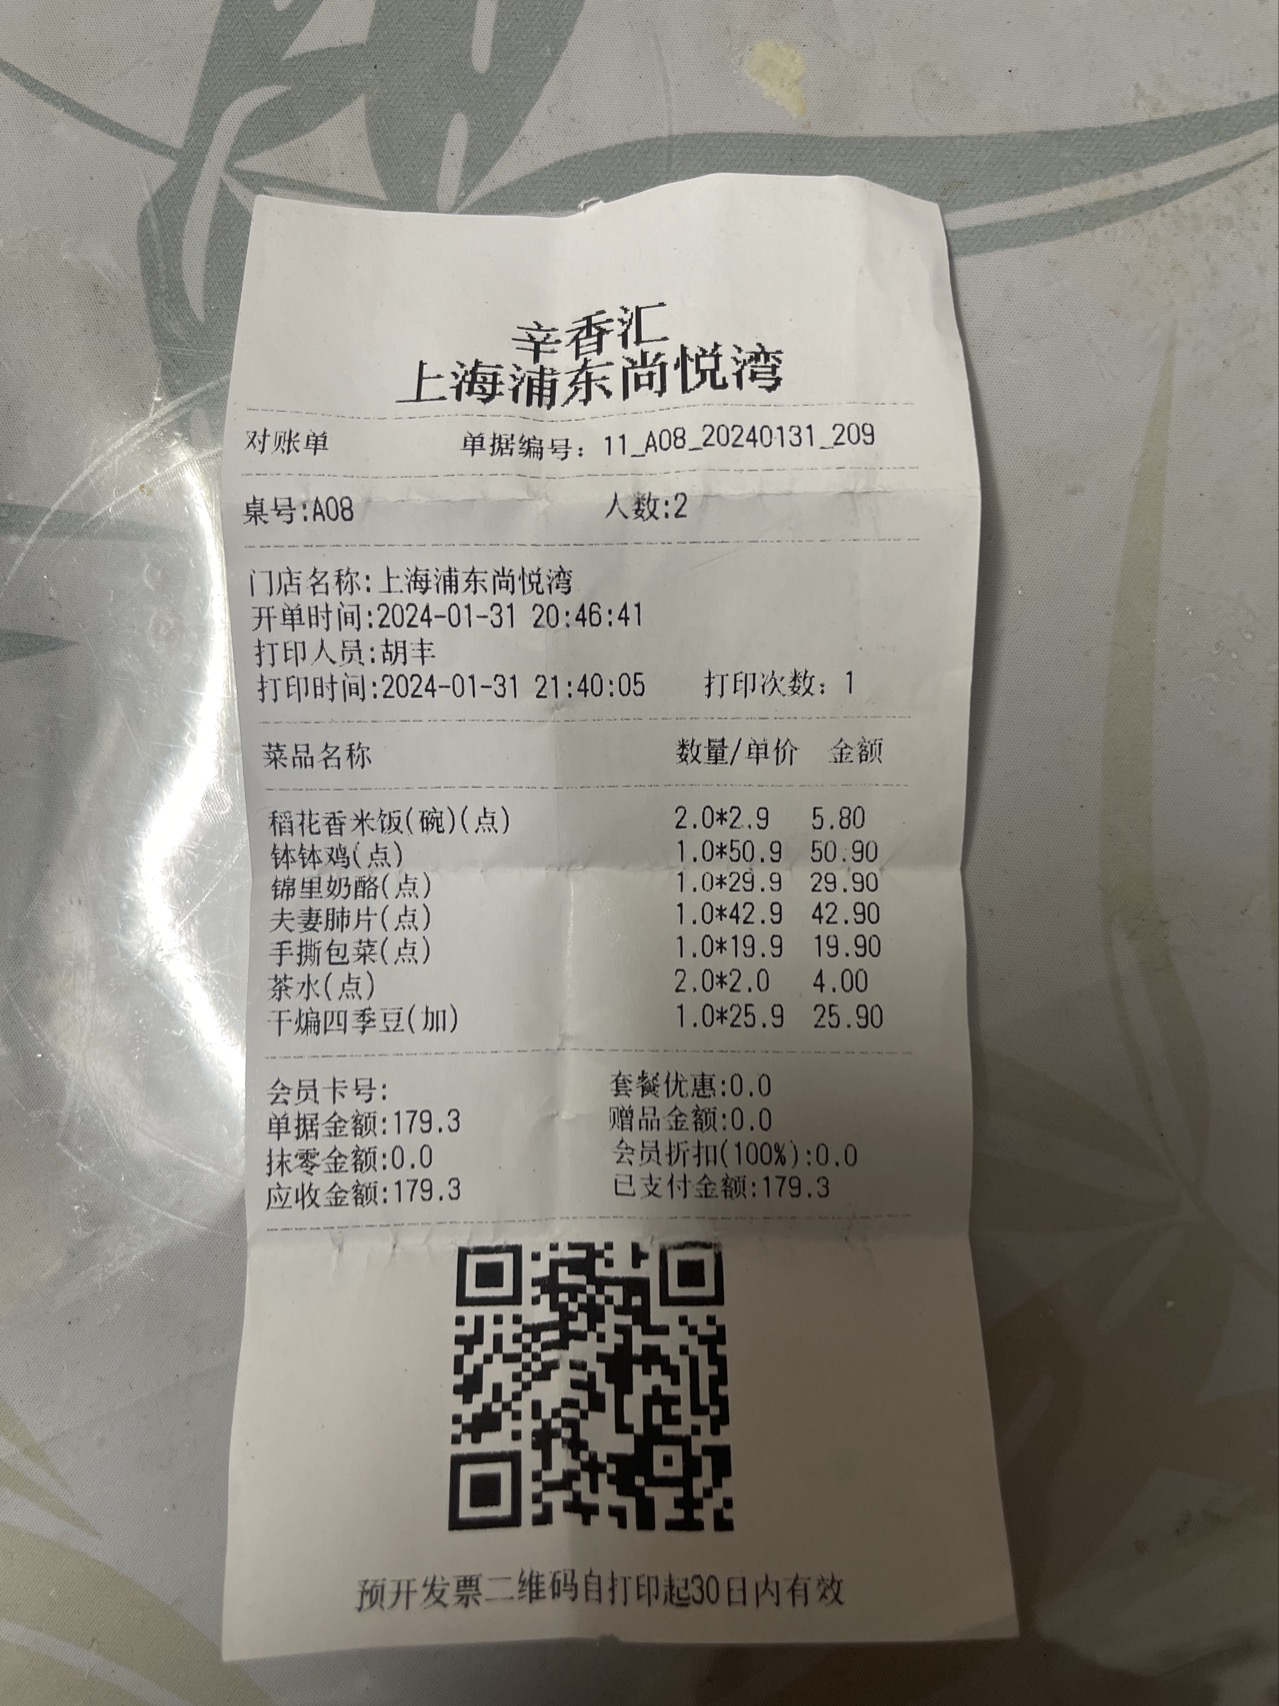 辛香汇
上海浦东尚悦湾
对账单 单据编号：11_A08_20240131_209
桌号:A08 人数:2
门店名称:上海浦东尚悦湾
开单时间:2024-01-31 20:46:41
打印人员:胡丰
打印时间:2024-01-31 21:40:05 打印次数：1
菜品名称 数量/单价 金额
稻花香米饭(碗)(点) 2.0*2.9 5.80
钵钵鸡(点) 1.0*50.9 50.90
锦里奶酪(点) 1.0*29.9 29.90
夫妻肺片(点) 1.0*42.9 42.90
手撕包菜(点) 1.0*19.9 19.90
茶水(点) 2.0*2.0 4.00
干煸四季豆(加) 1.0*25.9 25.90
会员卡号: 套餐优惠:0.0
单据金额:179.3 赠品金额:0.0
抹零金额:0.0 会员折扣(100%):0.0
应收金额:179.3 已支付金额:179.3
预开发票二维码自打印起30日内有效